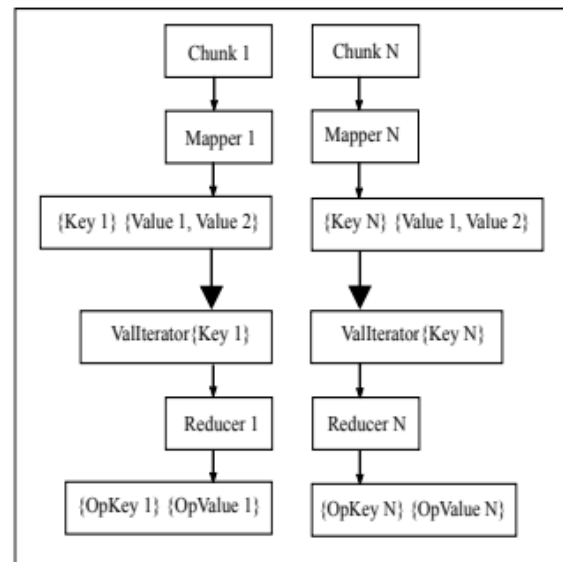 Chunk 1
Chunk N
Mapper 1
Mapper N
{Key 1} {Value 1, Value 2}
{Key N} {Value 1, Value 2}
ValIterator{Key 1}
ValIterator{Key N}
Reducer 1
Reducer N
{OpKey 1} {OpValue 1}
{OpKey N} {OpValue N}